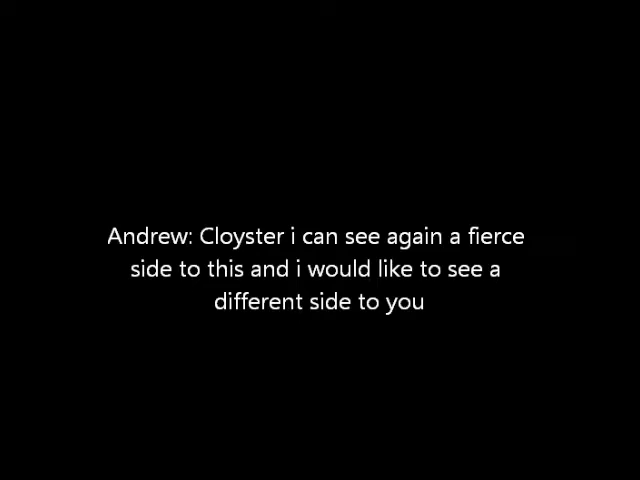 Andrew: Cloyster i can see again a fierce
side to this and i would like to see a
different side to you